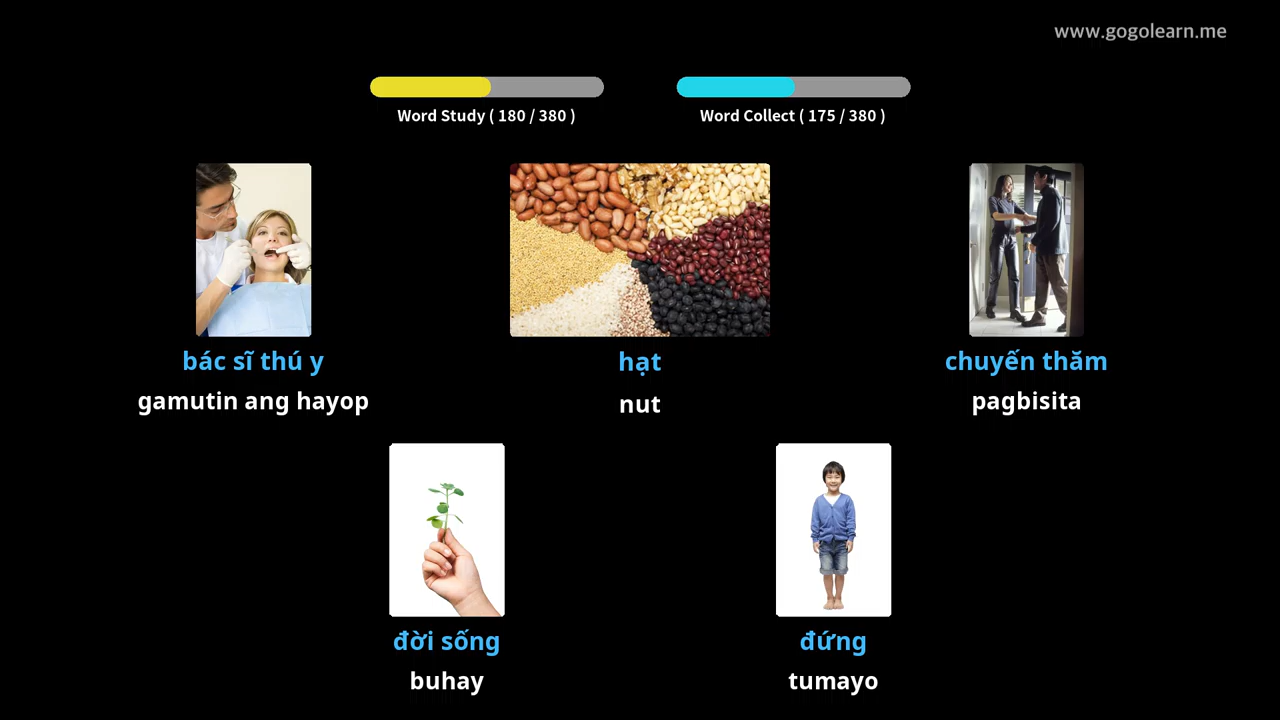 www.gogolearn.me
Word Study ( 180 / 380 )
Word Collect ( 175 / 380 )
bác sĩ thú y
gamutin ang hayop
hạt
nut
chuyến thăm
pagbisita
đời sống
buhay
đứng
tumayo